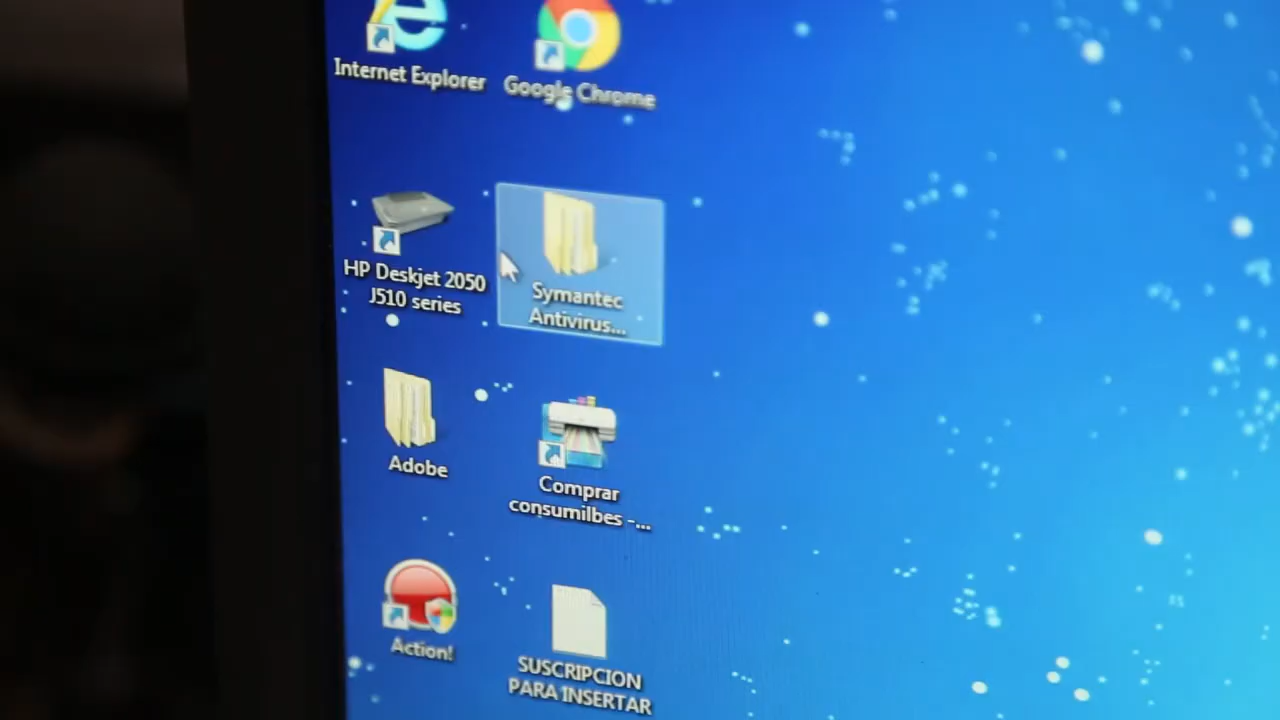 Internet Explorer
Google Chrome
HP Deskjet 2050
J510 series
Symantec
Antivirus...
Adobe
Comprar
consumilbes -...
Action!
SUSCRIPCION
PARA INSERTAR